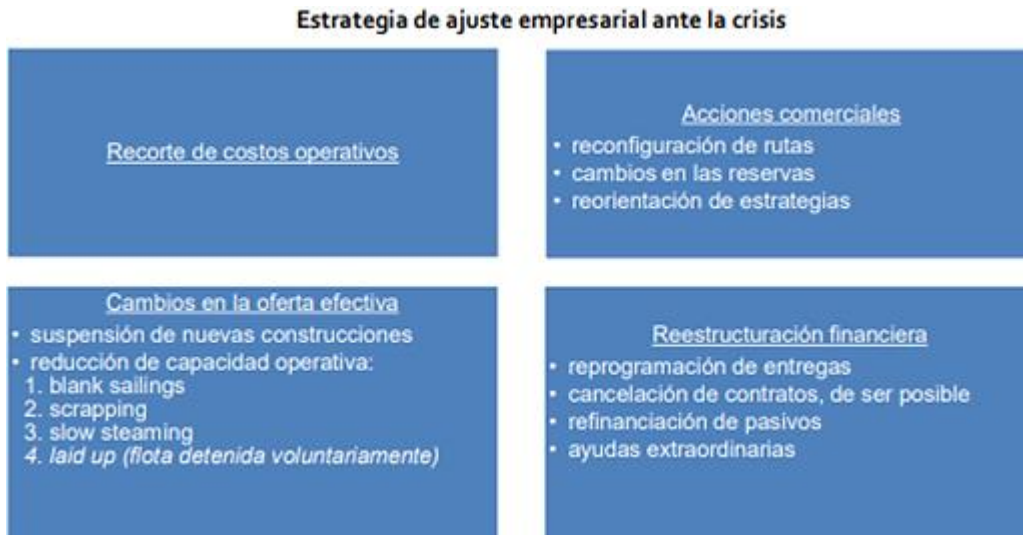 Estrategia de ajuste empresarial ante la crisis
Recorte de costos operativos
Acciones comerciales
• reconfiguración de rutas
• cambios en las reservas
• reorientación de estrategias
Cambios en la oferta efectiva
• suspensión de nuevas construcciones
• reducción de capacidad operativa:
1. blank sailings
2. scrapping
3. slow steaming
4. laid up (flota detenida voluntariamente)
Reestructuración financiera
• reprogramación de entregas
• cancelación de contratos, de ser posible
• refinanciación de pasivos
• ayudas extraordinarias